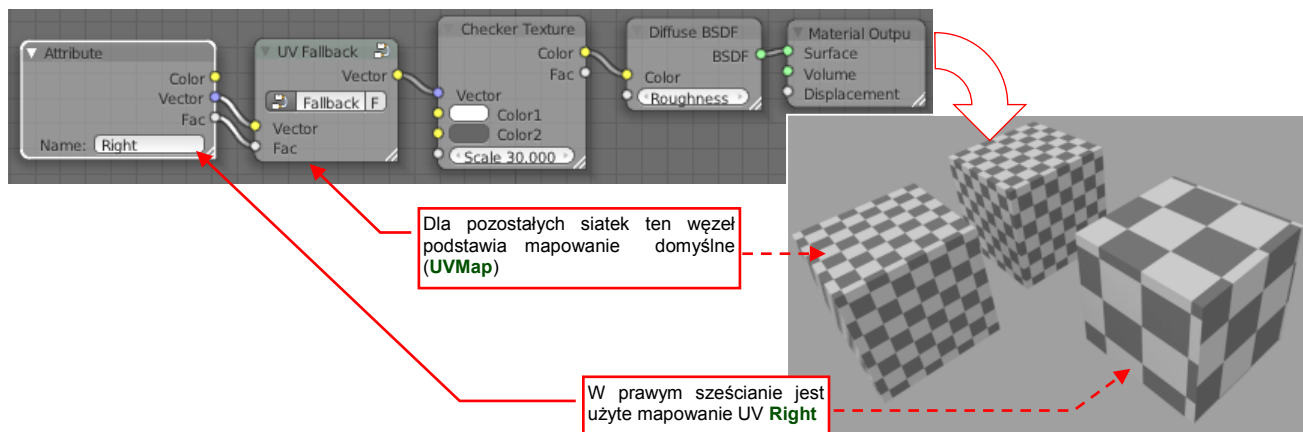 Attribute
Color
Vector
Fac
Name: Right
UV Fallback
Vector
Fallback F
Vector
Fac
Checker Texture
Color
Fac
Vector
Color1
Color2
Scale 30.000
Diffuse BSDF
BSDF
Color
Roughness
Material Outpu
Surface
Volume
Displacement
Dla pozostałych siatek ten węzeł
podstawia mapowanie domyślne
(UVMap)
W prawym sześcianie jest
użyte mapowanie UV Right